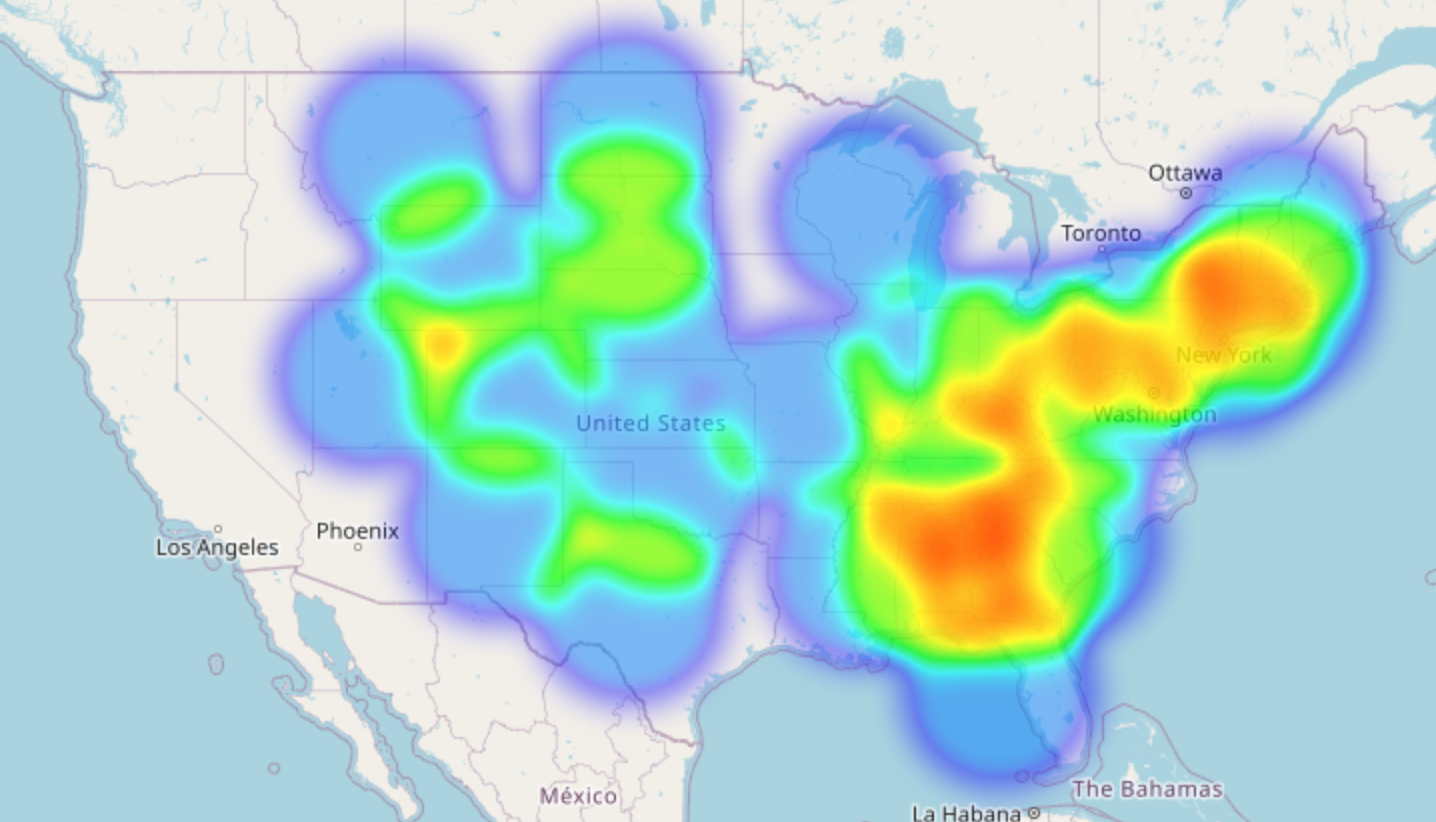 Ottawa
Toronto
New York
Washington
United States
Phoenix
Los Angeles
México
The Bahamas
La Habana